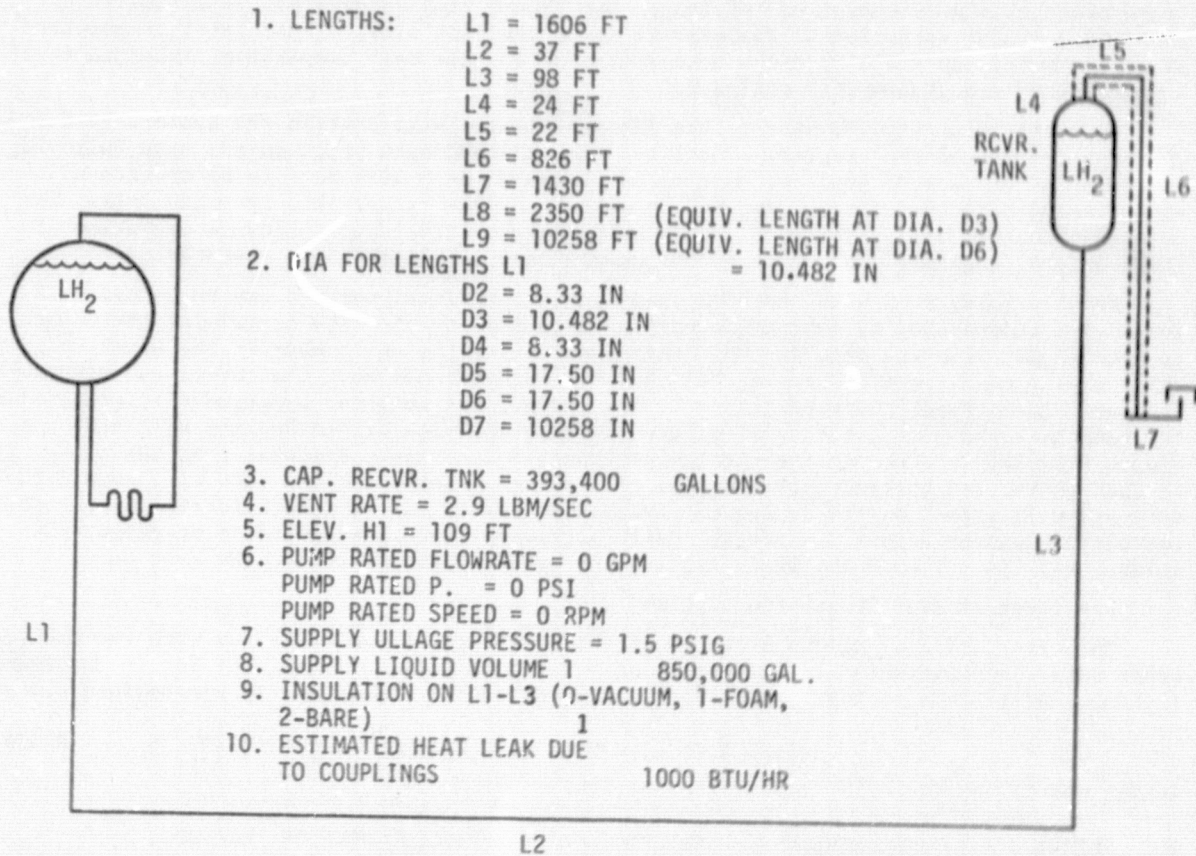 1. LENGTHS: L1 = 1606 FT
L2 = 37 FT
L3 = 98 FT
L4 = 24 FT
L5 = 22 FT
L6 = 826 FT
L7 = 1430 FT
L8 = 2350 FT (EQUIV. LENGTH AT DIA. D3)
L9 = 10258 FT (EQUIV. LENGTH AT DIA. D6)
2. DIA FOR LENGTHS L1 = 10.482 IN
D2 = 8.33 IN
D3 = 10.482 IN
D4 = 8.33 IN
D5 = 17.50 IN
D6 = 17.50 IN
D7 = 10258 IN
3. CAP. RECVR. TNK = 393,400 GALLONS
4. VENT RATE = 2.9 LBM/SEC
5. ELEV. H1 = 109 FT
6. PUMP RATED FLOWRATE = 0 GPM
PUMP RATED P. = 0 PSI
PUMP RATED SPEED = 0 RPM
7. SUPPLY ULLAGE PRESSURE = 1.5 PSIG
8. SUPPLY LIQUID VOLUME 1 850,000 GAL.
9. INSULATION ON L1-L3 (0-VACUUM, 1-FOAM,
2-BARE) 1
10. ESTIMATED HEAT LEAK DUE
TO COUPLINGS 1000 BTU/HR
LH2
L1
L2
L3
L4
RCVR.
TANK
LH2
L5
L6
L7